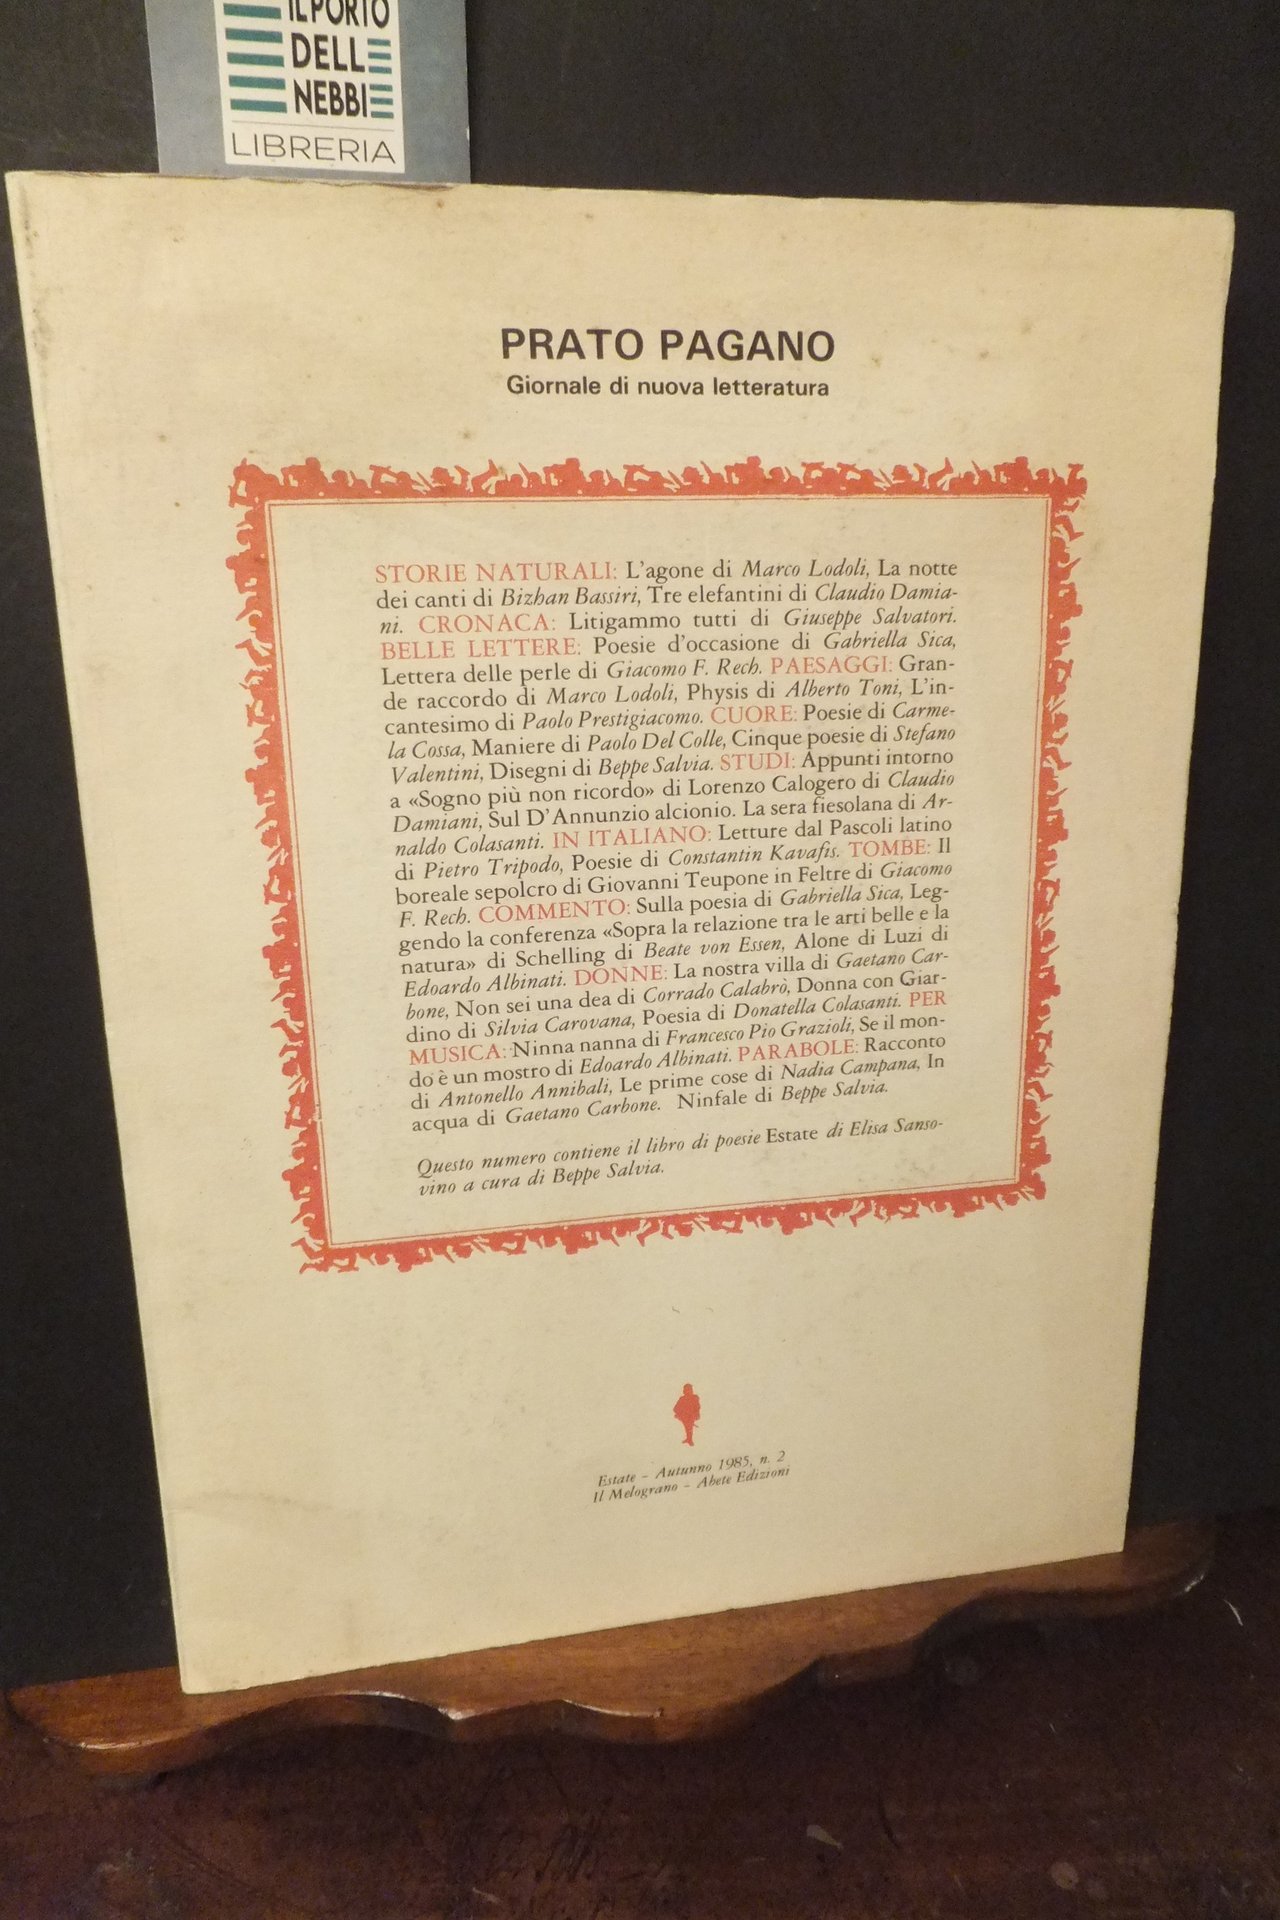 IL PORTO
DELLE
NEBBIE
LIBRERIA
PRATO PAGANO
Giornale di nuova letteratura
STORIE NATURALI: L'agone di Marco Lodoli, La notte
dei canti di Bizhan Bassiri, Tre elefantini di Claudio Damia-
ni. CRONACA: Litigammo tutti di Giuseppe Salvatori.
BELLE LETTERE: Poesie d'occasione di Gabriella Sica,
Lettera delle perle di Giacomo F. Rech. PAESAGGI: Gran-
de raccordo di Marco Lodoli, Physis di Alberto Toni, L'in-
cantesimo di Paolo Prestigiacomo. CUORE: Poesie di Carme-
la Cossa, Maniere di Paolo Del Colle, Cinque poesie di Stefano
Valentini, Disegni di Beppe Salvia. STUDI: Appunti intorno
a «Sogno più non ricordo» di Lorenzo Calogero di Claudio
Damiani, Sul D'Annunzio alcionio. La sera fiesolana di Ar-
naldo Colasanti. IN ITALIANO: Letture dal Pascoli latino
di Pietro Tripodo, Poesie di Constantin Kavafis. TOMBE: Il
boreale sepolcro di Giovanni Teupone in Feltre di Giacomo
F. Rech. COMMENTO: Sulla poesia di Gabriella Sica, Leg-
gendo la conferenza «Sopra la relazione tra le arti belle e la
natura» di Schelling di Beate von Essen, Alone di Luzi di
Edoardo Albinati. DONNE: La nostra villa di Gaetano Car-
bone, Non sei una dea di Corrado Calabrò, Donna con Giar-
dino di Silvia Carovana, Poesia di Donatella Colasanti. PER
MUSICA: Ninna nanna di Francesco Pio Grazioli, Se il mon-
do è un mostro di Edoardo Albinati. PARABOLE: Racconto
di Antonello Annibali, Le prime cose di Nadia Campana, In
acqua di Gaetano Carbone. Ninfale di Beppe Salvia.
Questo numero contiene il libro di poesie Estate di Elisa Sanso-
vino a cura di Beppe Salvia.
Estate - Autunno 1985, n. 2
Il Melograno - Abete Edizioni